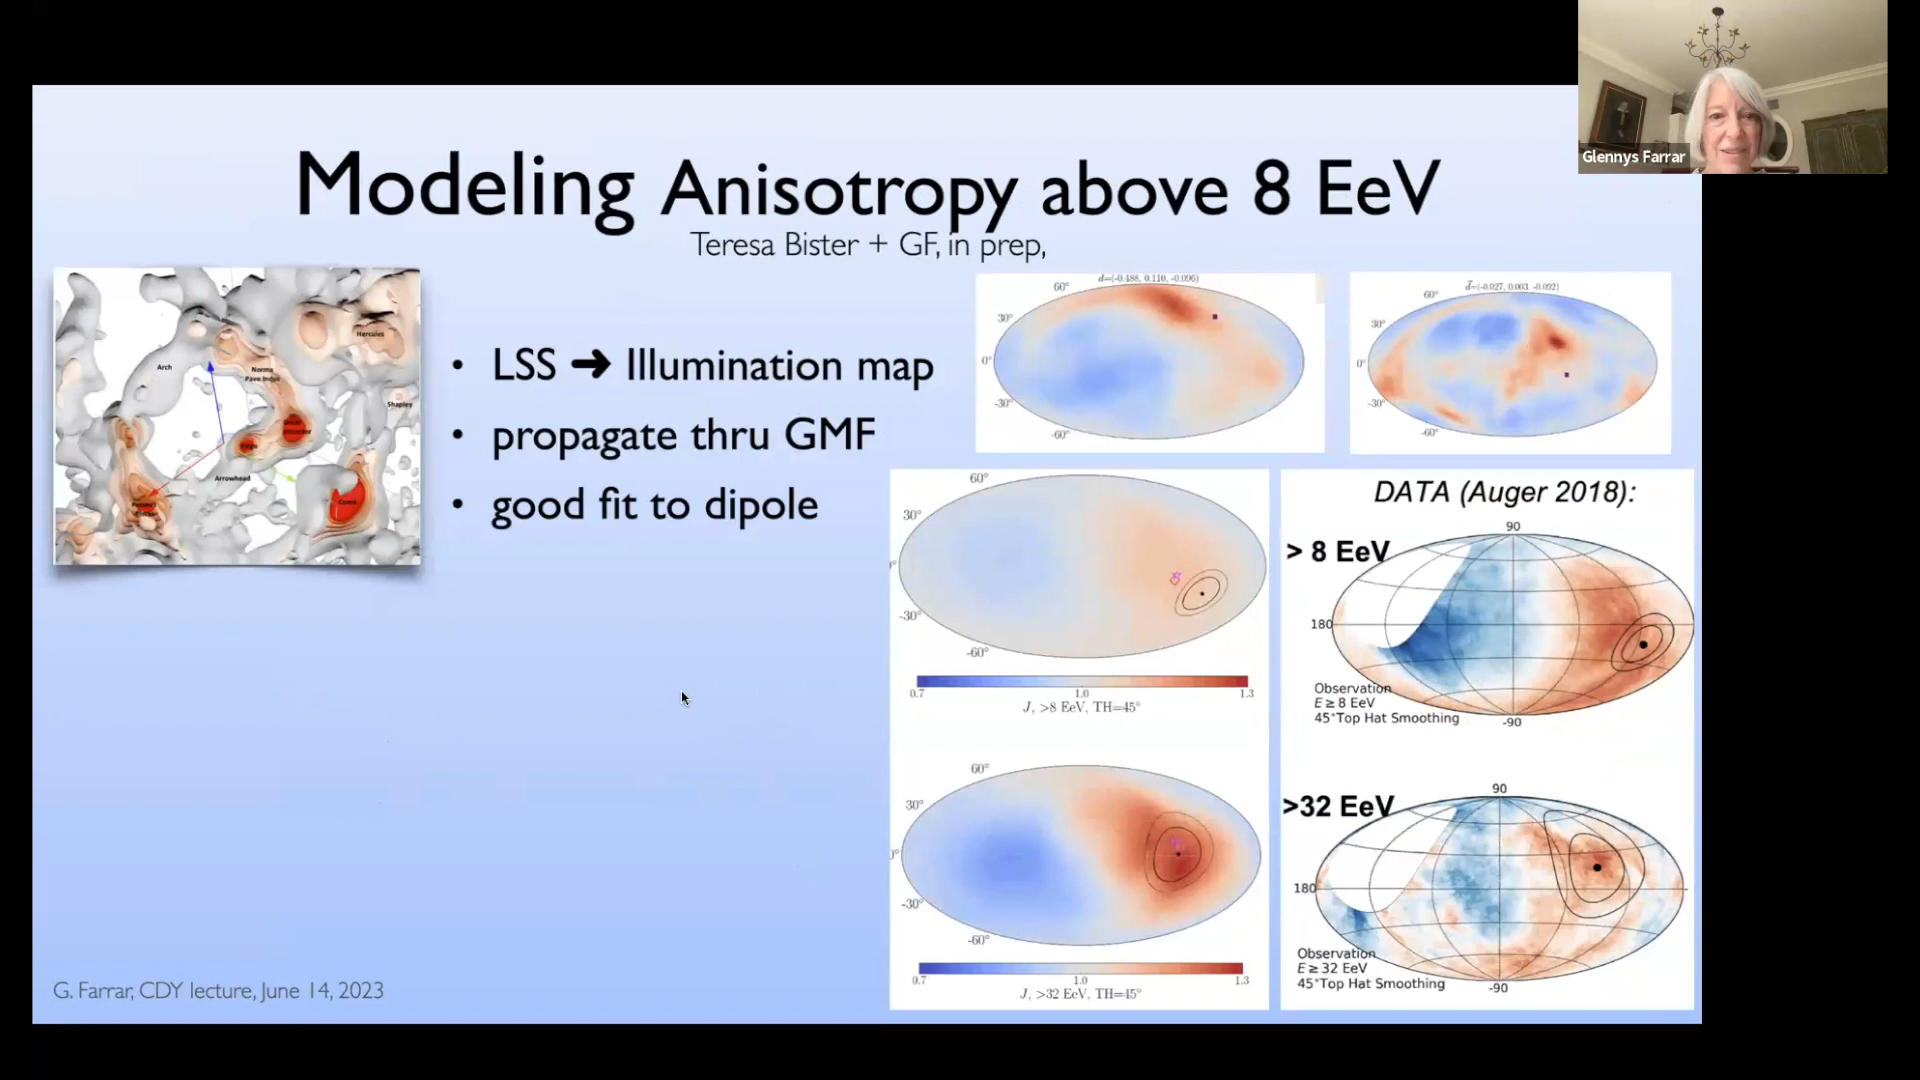 Glennys Farrar
Modeling Anisotropy above 8 EeV
Teresa Bister + GF, in prep,
Arch
Norma
Hercules
Shapley
Arrowhead
Coma
• LSS ➜ Illumination map
• propagate thru GMF
• good fit to dipole
60°
30°
0°
-30°
-60°
60°
30°
0°
-30°
-60°
60°
30°
-30°
-60°
0.7 1.0 1.3
J, >8 EeV, TH=45°
60°
30°
-30°
-60°
0.7 1.0 1.3
J, >32 EeV, TH=45°
DATA (Auger 2018):
90
> 8 EeV
180
Observation
E ≥ 8 EeV
45°Top Hat Smoothing
-90
90
>32 EeV
180
Observation
E ≥ 32 EeV
45°Top Hat Smoothing
-90
G. Farrar, CDY lecture, June 14, 2023